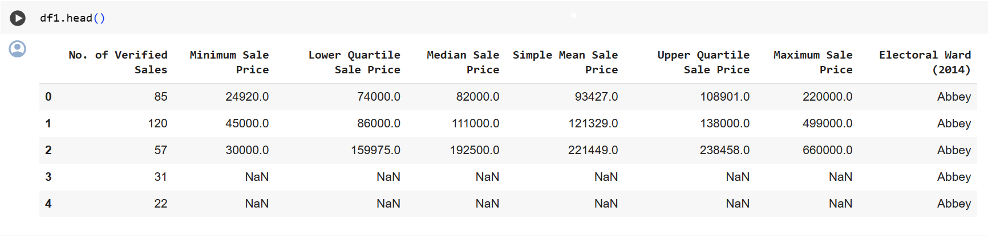 df1.head()
No. of Verified Sales Minimum Sale Price Lower Quartile Sale Price Median Sale Price Simple Mean Sale Price Upper Quartile Sale Price Maximum Sale Price Electoral Ward (2014)
0 85 24920.0 74000.0 82000.0 93427.0 108901.0 220000.0 Abbey
1 120 45000.0 86000.0 111000.0 121329.0 138000.0 499000.0 Abbey
2 57 30000.0 159975.0 192500.0 221449.0 238458.0 660000.0 Abbey
3 31 NaN NaN NaN NaN NaN NaN Abbey
4 22 NaN NaN NaN NaN NaN NaN Abbey